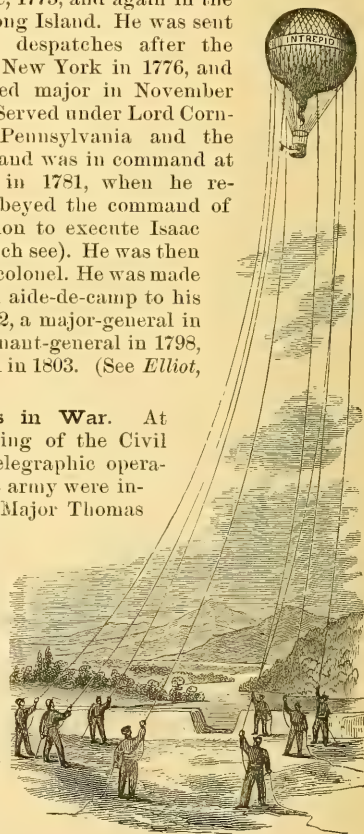 , 1775, and again in the
ong Island. He was sent
despatches after the
New York in 1776, and
ed major in November
Served under Lord Corn-
Pennsylvania and the
and was in command at
in 1781, when he re-
beyed the command of
on to execute Isaac
ch see). He was then
colonel. He was made
aide-de-camp to his
2, a major-general in
nant-general in 1798,
in 1803. (See Elliot,
s in War. At
ing of the Civil
elegraphic opera-
army were in-
Major Thomas
INTREPID